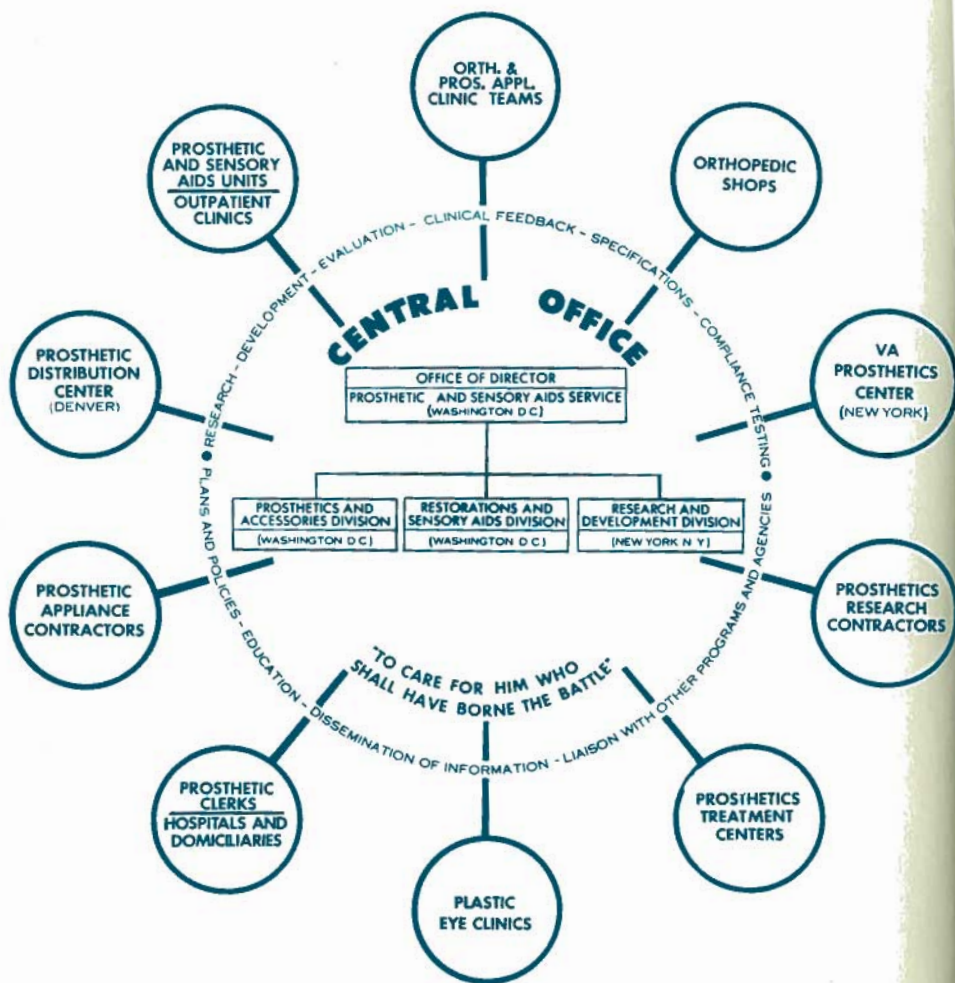 ORTH. &
PROS. APPL.
CLINIC TEAMS
PROSTHETIC
AND SENSORY
AIDS UNITS
OUTPATIENT
CLINICS
ORTHOPEDIC
SHOPS
● RESEARCH - DEVELOPMENT - EVALUATION - CLINICAL FEEDBACK - SPECIFICATIONS - COMPLIANCE TESTING ●
CENTRAL OFFICE
PROSTHETIC
DISTRIBUTION
CENTER
(DENVER)
OFFICE OF DIRECTOR
PROSTHETIC AND SENSORY AIDS SERVICE
(WASHINGTON D C)
VA
PROSTHETICS
CENTER
(NEW YORK)
PROSTHETICS AND
ACCESSORIES DIVISION
(WASHINGTON D C)
RESTORATIONS AND
SENSORY AIDS DIVISION
(WASHINGTON D C)
RESEARCH AND
DEVELOPMENT DIVISION
(NEW YORK N Y)
PROSTHETIC
APPLIANCE
CONTRACTORS
PROSTHETICS
RESEARCH
CONTRACTORS
"TO CARE FOR HIM WHO
SHALL HAVE BORNE THE BATTLE"
PLANS AND POLICIES - EDUCATION - DISSEMINATION OF INFORMATION - LIAISON WITH OTHER PROGRAMS AND AGENCIES
PROSTHETIC
CLERKS
HOSPITALS AND
DOMICILIARIES
PROSTHETICS
TREATMENT
CENTERS
PLASTIC
EYE CLINICS